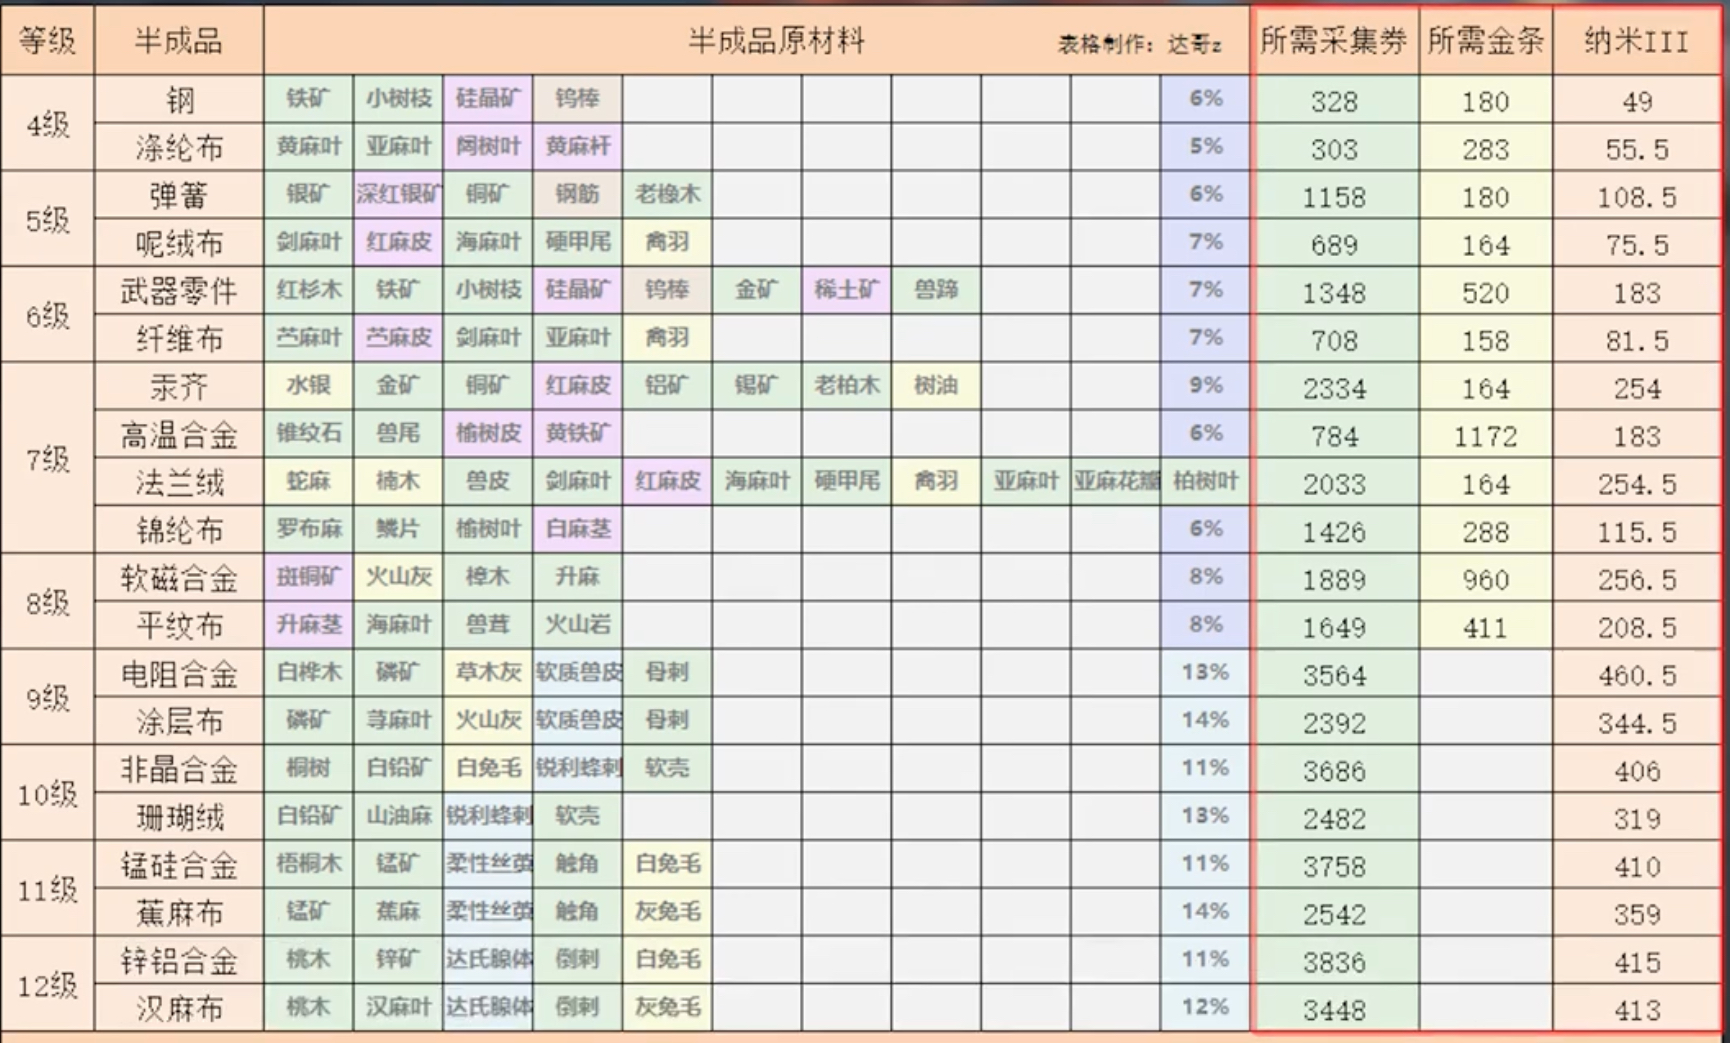 等级 半成品 半成品原材料 表格制作：达哥z 所需采集券 所需金条 纳米III
4级 钢 铁矿 小树枝 硅晶矿 钨棒 6% 328 180 49
涤纶布 黄麻叶 亚麻叶 阔树叶 黄麻杆 5% 303 283 55.5
5级 弹簧 银矿 深红银矿 铜矿 钢筋 老橡木 6% 1158 180 108.5
呢绒布 剑麻叶 红麻皮 海麻叶 硬甲尾 禽羽 7% 689 164 75.5
6级 武器零件 红杉木 铁矿 小树枝 硅晶矿 钨棒 金矿 稀土矿 兽蹄 7% 1348 520 183
纤维布 苎麻叶 苎麻皮 剑麻叶 亚麻叶 禽羽 7% 708 158 81.5
7级 汞齐 水银 金矿 铜矿 红麻皮 铝矿 锡矿 老柏木 树油 9% 2334 164 254
高温合金 锥纹石 兽尾 榆树皮 黄铁矿 6% 784 1172 183
法兰绒 蛇麻 楠木 兽皮 剑麻叶 红麻皮 海麻叶 硬甲尾 禽羽 亚麻叶 亚麻花瓣 柏树叶 2033 164 254.5
锦纶布 罗布麻 鳞片 榆树叶 白麻茎 6% 1426 288 115.5
8级 软磁合金 斑铜矿 火山灰 樟木 升麻 8% 1889 960 256.5
平纹布 升麻茎 海麻叶 兽茸 火山岩 8% 1649 411 208.5
9级 电阻合金 白桦木 磷矿 草木灰 软质兽皮 骨刺 13% 3564 460.5
涂层布 磷矿 荨麻叶 火山灰 软质兽皮 骨刺 14% 2392 344.5
10级 非晶合金 桐树 白铅矿 白兔毛 锐利蜂刺 软壳 11% 3686 406
珊瑚绒 白铅矿 山油麻 锐利蜂刺 软壳 13% 2482 319
11级 锰硅合金 梧桐木 锰矿 柔性丝茧 触角 白兔毛 11% 3758 410
蕉麻布 锰矿 蕉麻 柔性丝茧 触角 灰兔毛 14% 2542 359
12级 锌铝合金 桃木 锌矿 达氏腺体 倒刺 白兔毛 11% 3836 415
汉麻布 桃木 汉麻叶 达氏腺体 倒刺 灰兔毛 12% 3448 413